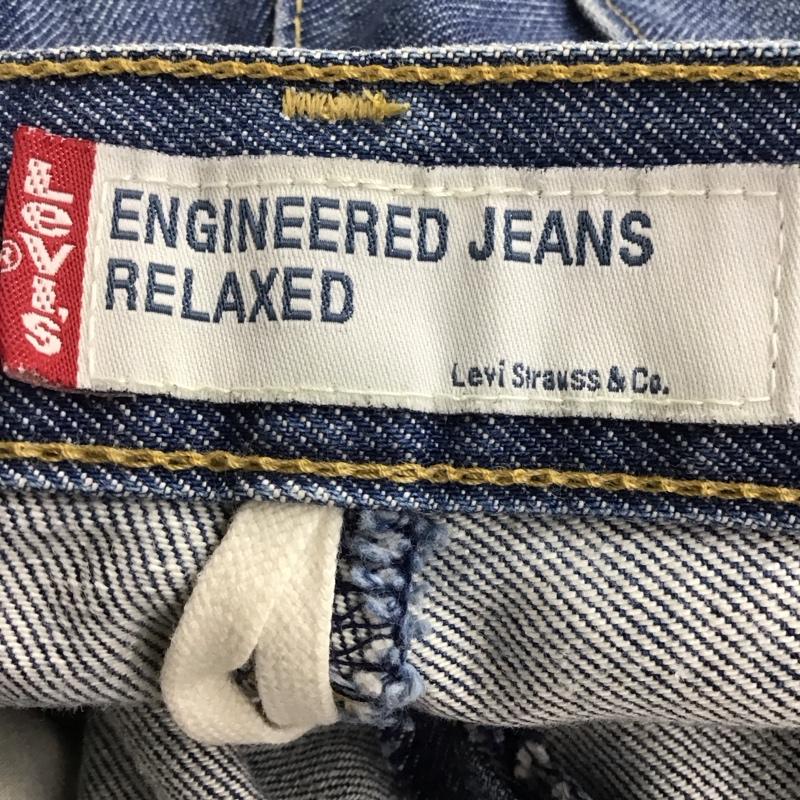 LEVI'S
®
ENGINEERED JEANS
RELAXED
Levi Strauss & Co.